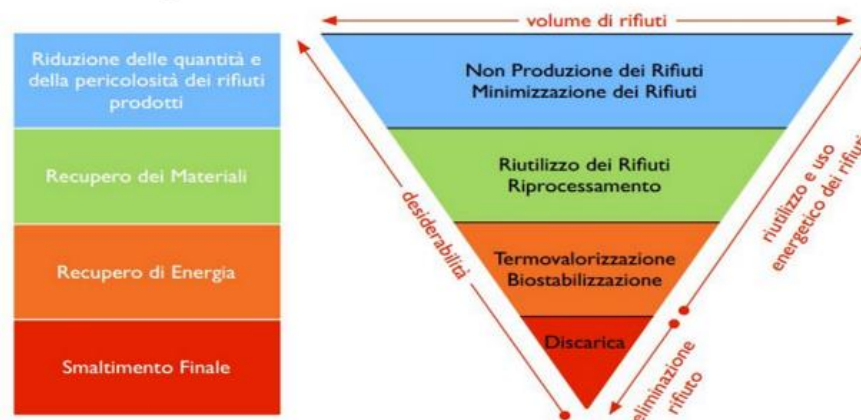 volume di rifiuti
Riduzione delle quantità e
della pericolosità dei rifiuti
prodotti
Non Produzione dei Rifiuti
Minimizzazione dei Rifiuti
Recupero dei Materiali
Riutilizzo dei Rifiuti
Riprocessamento
desiderabilità
riutilizzo e uso
energetico dei rifiuti
Recupero di Energia
Termovalorizzazione
Biostabilizzazione
Smaltimento Finale
Discarica
eliminazione
rifiuto